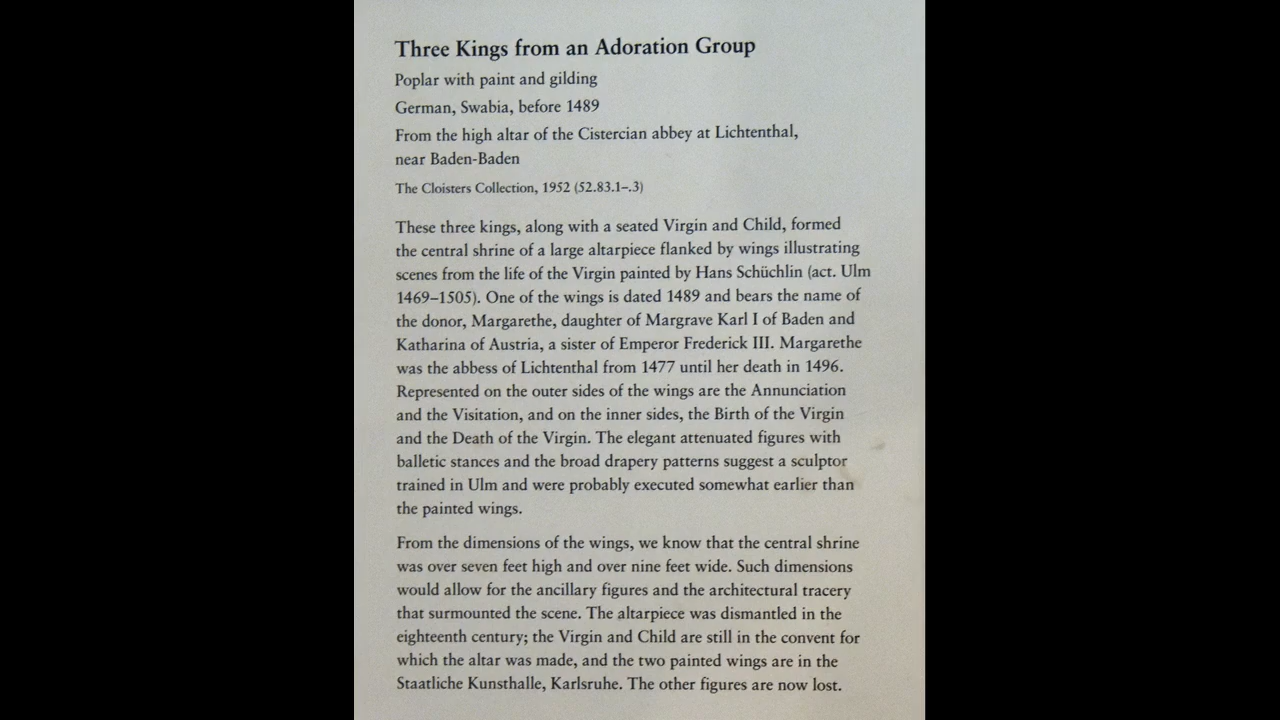 Three Kings from an Adoration Group
Poplar with paint and gilding
German, Swabia, before 1489
From the high altar of the Cistercian abbey at Lichtenthal,
near Baden-Baden
The Cloisters Collection, 1952 (52.83.1–.3)
These three kings, along with a seated Virgin and Child, formed
the central shrine of a large altarpiece flanked by wings illustrating
scenes from the life of the Virgin painted by Hans Schüchlin (act. Ulm
1469–1505). One of the wings is dated 1489 and bears the name of
the donor, Margarethe, daughter of Margrave Karl I of Baden and
Katharina of Austria, a sister of Emperor Frederick III. Margarethe
was the abbess of Lichtenthal from 1477 until her death in 1496.
Represented on the outer sides of the wings are the Annunciation
and the Visitation, and on the inner sides, the Birth of the Virgin
and the Death of the Virgin. The elegant attenuated figures with
balletic stances and the broad drapery patterns suggest a sculptor
trained in Ulm and were probably executed somewhat earlier than
the painted wings.
From the dimensions of the wings, we know that the central shrine
was over seven feet high and over nine feet wide. Such dimensions
would allow for the ancillary figures and the architectural tracery
that surmounted the scene. The altarpiece was dismantled in the
eighteenth century; the Virgin and Child are still in the convent for
which the altar was made, and the two painted wings are in the
Staatliche Kunsthalle, Karlsruhe. The other figures are now lost.